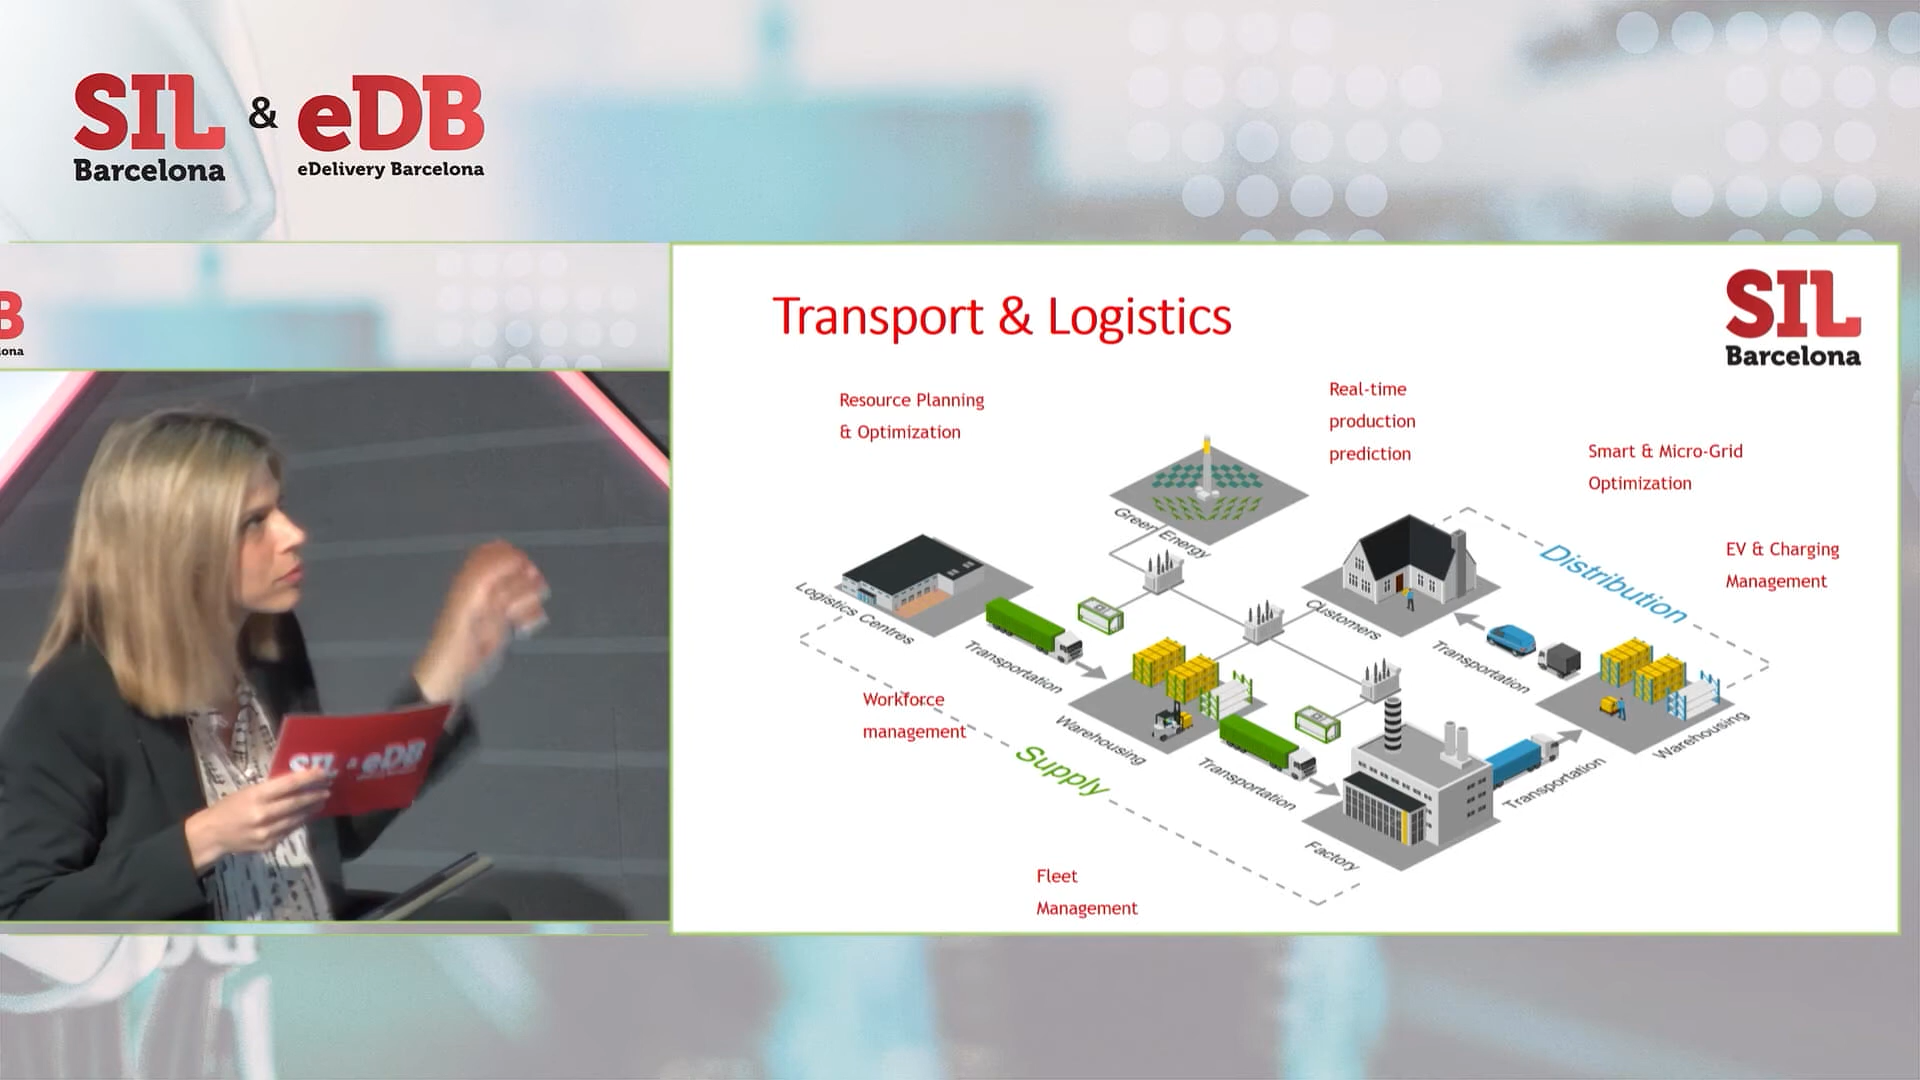 SIL & eDB
Barcelona
eDelivery Barcelona
B
ona
SIL & eDB
Transport & Logistics
SIL
Barcelona
Resource Planning
& Optimization
Real-time
production
prediction
Smart & Micro-Grid
Optimization
EV & Charging
Management
Green Energy
Distribution
Logistics Centres
Customers
Transportation
Transportation
Workforce
management
Warehousing
Warehousing
Supply
Transportation
Transportation
Factory
Fleet
Management